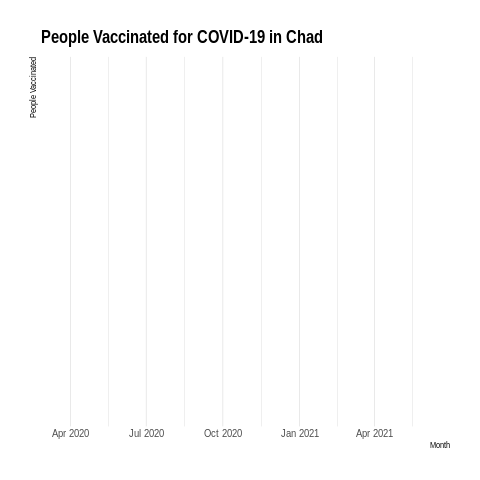 People Vaccinated for COVID-19 in Chad
People Vaccinated
Apr 2020 Jul 2020 Oct 2020 Jan 2021 Apr 2021
Month